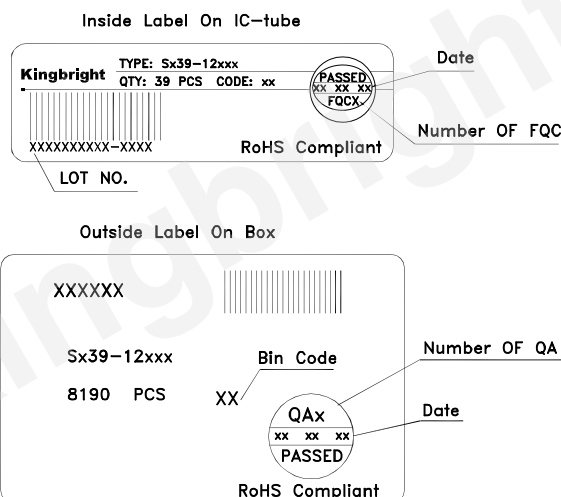 Inside Label On IC-tube
Kingbright
TYPE: Sx39-12xxx
QTY: 39 PCS CODE: xx
PASSED
xx xx xx
FQCX.
Date
Number OF FQC
XXXXXXXXXX-XXXX
RoHS Compliant
LOT NO.
Outside Label On Box
XXXXXX
Sx39-12xxx
Bin Code
Number OF QA
8190 PCS
XX
QAx
Date
xx xx xx
PASSED
RoHS Compliant